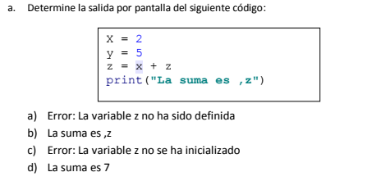 a. Determine la salida por pantalla del siguiente código:
X = 2
y = 5
z = x + z
print("La suma es ,z")
a) Error: La variable z no ha sido definida
b) La suma es ,z
c) Error: La variable z no se ha inicializado
d) La suma es 7